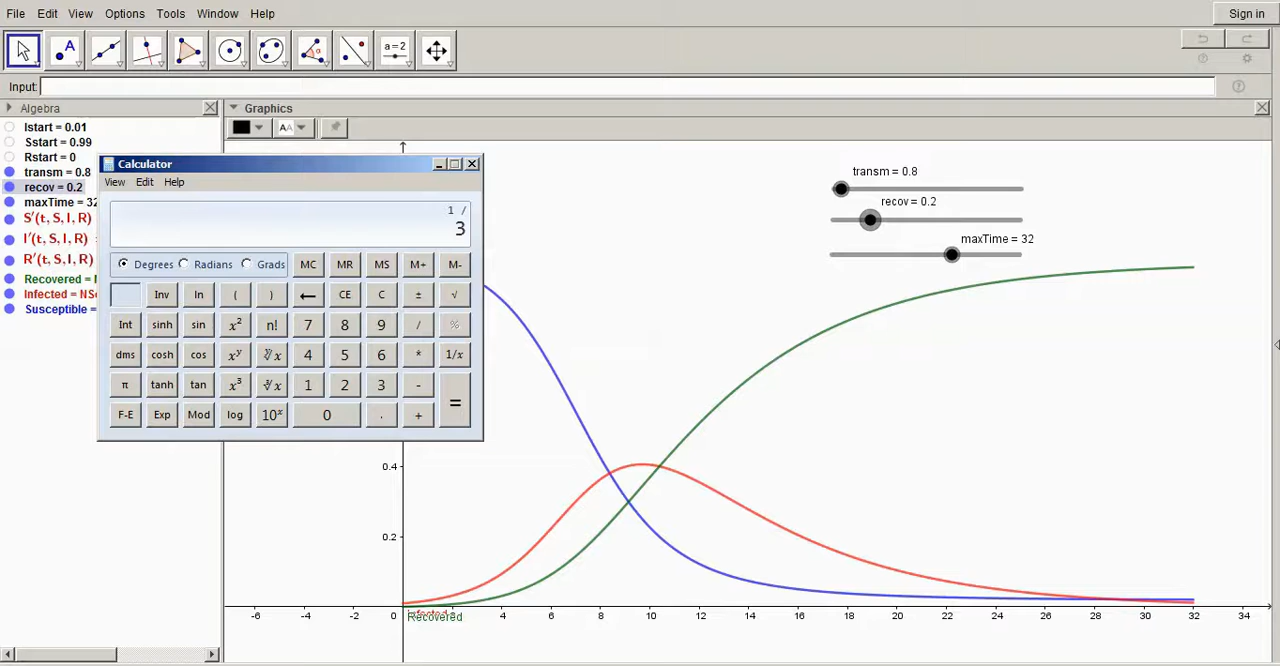 File Edit View Options Tools Window Help Sign in
A a=2
Input:
Algebra
Graphics
AA
Istart = 0.01
Sstart = 0.99
Rstart = 0
transm = 0.8
recov = 0.2
maxTime = 32
S'(t, S, I, R)
I'(t, S, I, R) =
R'(t, S, I, R)
Recovered =
Infected = NSo
Susceptible =
Calculator
View Edit Help
1 /
3
Degrees Radians Grads MC MR MS M+ M-
Inv ln ( ) ← CE C ± √
Int sinh sin x² n! 7 8 9 / %
dms cosh cos xʸ ʸ√x 4 5 6 * 1/x
π tanh tan x³ ³√x 1 2 3 - =
F-E Exp Mod log 10ˣ 0 . +
transm = 0.8
recov = 0.2
maxTime = 32
0.4
0.2
-6 -4 -2 0 4 6 8 10 12 14 16 18 20 22 24 26 28 30 32 34
Recovered